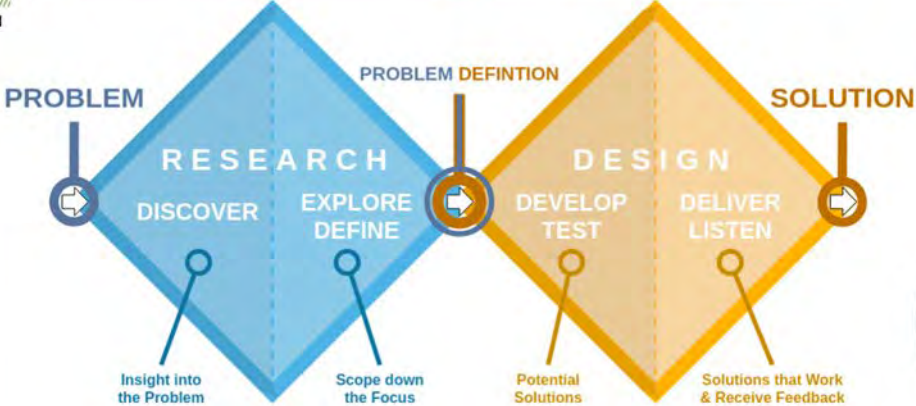 PROBLEM
PROBLEM DEFINTION
SOLUTION
RESEARCH
DESIGN
DISCOVER
EXPLORE
DEFINE
DEVELOP
TEST
DELIVER
LISTEN
Insight into
the Problem
Scope down
the Focus
Potential
Solutions
Solutions that Work
& Receive Feedback